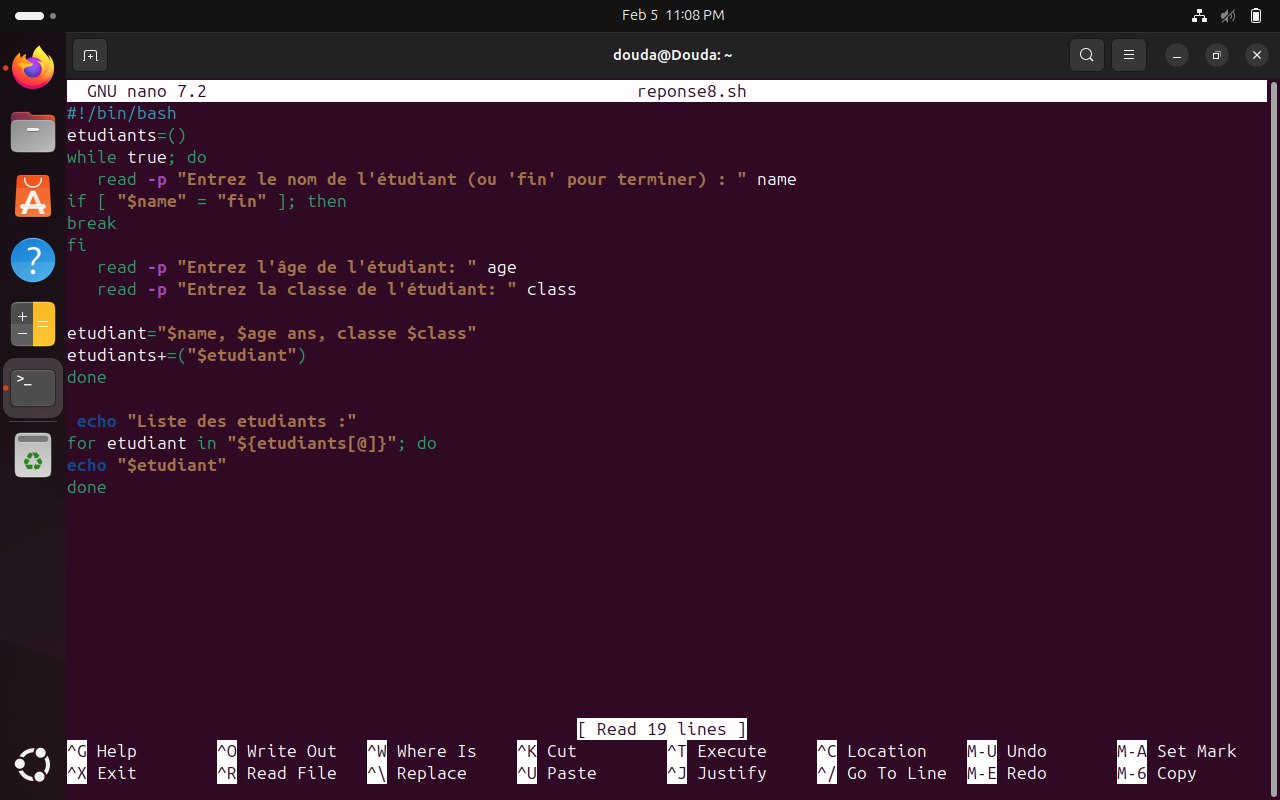 Feb 5 11:08 PM
douda@Douda: ~
GNU nano 7.2 reponse8.sh
#!/bin/bash
etudiants=()
while true; do
   read -p "Entrez le nom de l'étudiant (ou 'fin' pour terminer) : " name
if [ "$name" = "fin" ]; then
break
fi
   read -p "Entrez l'âge de l'étudiant: " age
   read -p "Entrez la classe de l'étudiant: " class
etudiant="$name, $age ans, classe $class"
etudiants+=("$etudiant")
done
 echo "Liste des etudiants :"
for etudiant in "${etudiants[@]}"; do
echo "$etudiant"
done
[ Read 19 lines ]
^G Help ^O Write Out ^W Where Is ^K Cut ^T Execute ^C Location M-U Undo M-A Set Mark
^X Exit ^R Read File ^\ Replace ^U Paste ^J Justify ^/ Go To Line M-E Redo M-6 Copy